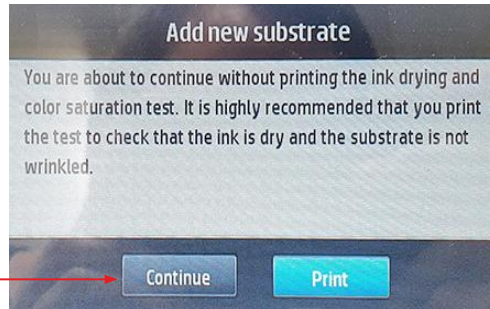 Add new substrate
You are about to continue without printing the ink drying and
color saturation test. It is highly recommended that you print
the test to check that the ink is dry and the substrate is not
wrinkled.
Continue
Print